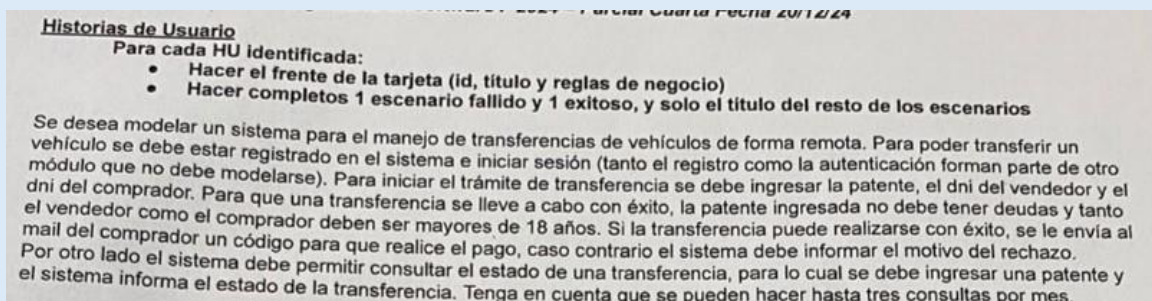 Parcial Cuarta Fecha 20/12/24
Historias de Usuario
Para cada HU identificada:
• Hacer el frente de la tarjeta (id, título y reglas de negocio)
• Hacer completos 1 escenario fallido y 1 exitoso, y solo el titulo del resto de los escenarios
Se desea modelar un sistema para el manejo de transferencias de vehículos de forma remota. Para poder transferir un
vehículo se debe estar registrado en el sistema e iniciar sesión (tanto el registro como la autenticación forman parte de otro
módulo que no debe modelarse). Para iniciar el trámite de transferencia se debe ingresar la patente, el dni del vendedor y el
dni del comprador. Para que una transferencia se lleve a cabo con éxito, la patente ingresada no debe tener deudas y tanto
el vendedor como el comprador deben ser mayores de 18 años. Si la transferencia puede realizarse con éxito, se le envía al
mail del comprador un código para que realice el pago, caso contrario el sistema debe informar el motivo del rechazo.
Por otro lado el sistema debe permitir consultar el estado de una transferencia, para lo cual se debe ingresar una patente y
el sistema informa el estado de la transferencia. Tenga en cuenta que se pueden hacer hasta tres consultas por mes